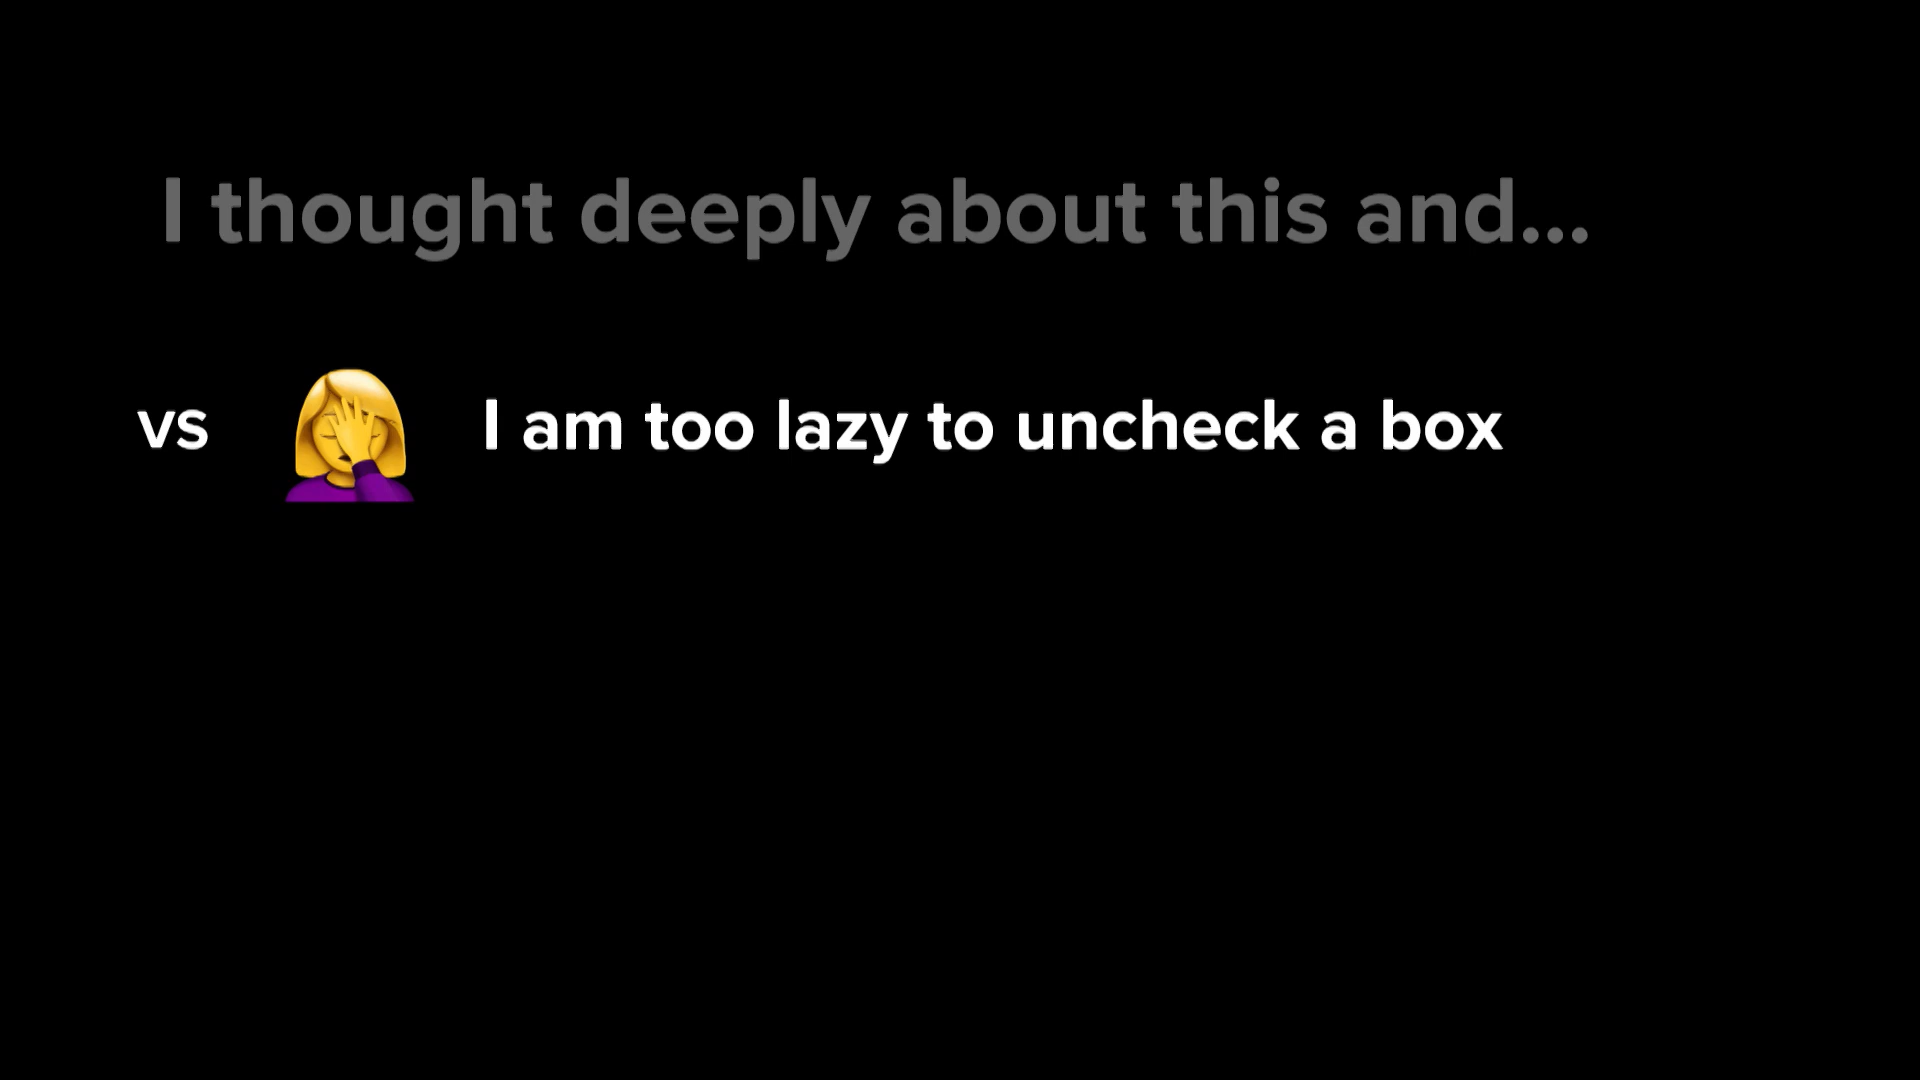 I thought deeply about this and...
vs 🤦‍♀️ I am too lazy to uncheck a box